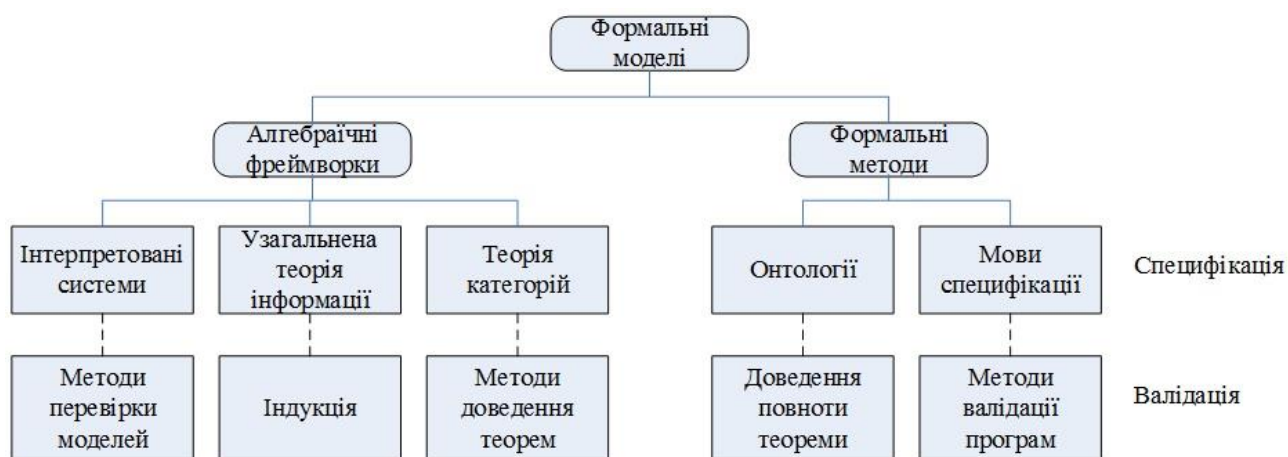 Формальні
моделі
Алгебраїчні
фреймворки
Формальні
методи
Інтерпретовані
системи
Узагальнена
теорія
інформації
Теорія
категорій
Онтології
Мови
специфікації
Специфікація
Методи
перевірки
моделей
Індукція
Методи
доведення
теорем
Доведення
повноти
теореми
Методи
валідації
програм
Валідація